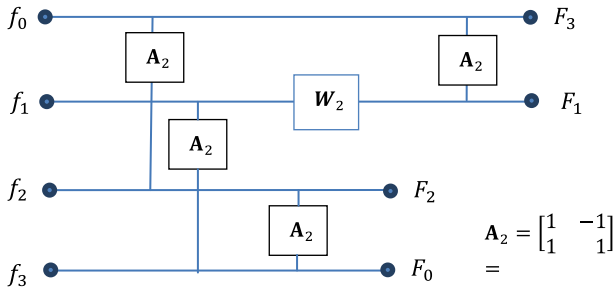 f₀ F₃
A₂ A₂
f₁ W₂ F₁
A₂
f₂ F₂
A₂ A₂ = [1 −1
1 1]
f₃ F₀ =